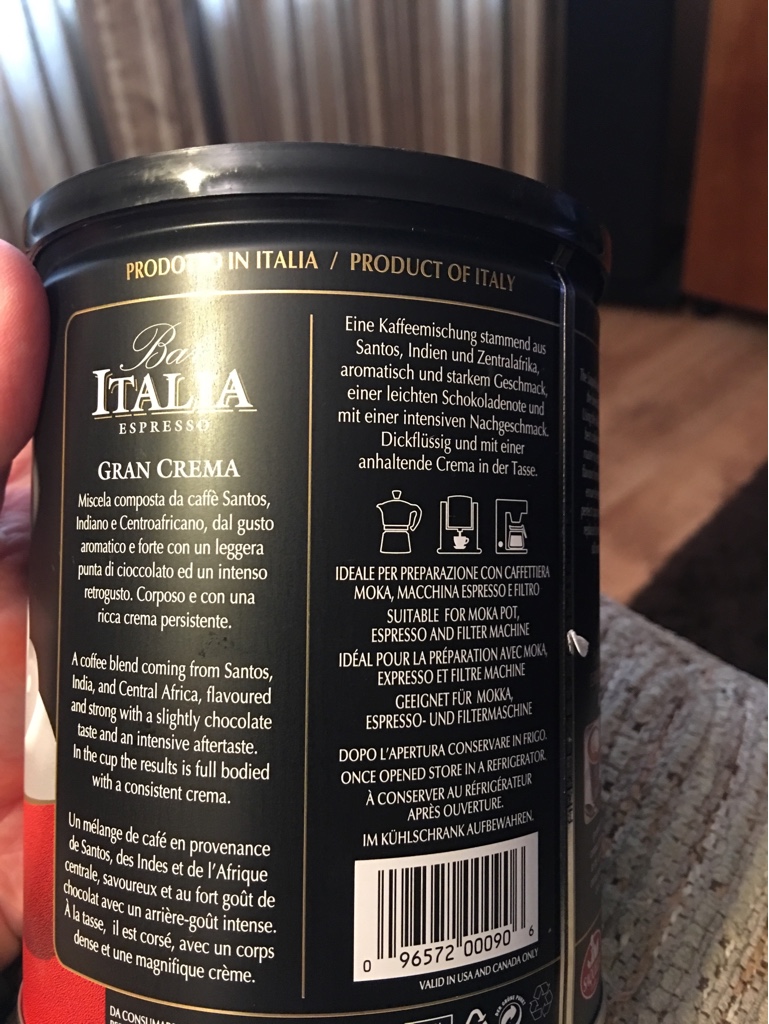 PRODOTTO IN ITALIA / PRODUCT OF ITALY
Bar
ITALIA
ESPRESSO
GRAN CREMA
Miscela composta da caffè Santos,
Indiano e Centroafricano, dal gusto
aromatico e forte con un leggera
punta di cioccolato ed un intenso
retrogusto. Corposo e con una
ricca crema persistente.
A coffee blend coming from Santos,
India, and Central Africa, flavoured
and strong with a slightly chocolate
taste and an intensive aftertaste.
In the cup the results is full bodied
with a consistent crema.
Un mélange de café en provenance
de Santos, des Indes et de l'Afrique
centrale, savoureux et au fort goût de
chocolat avec un arrière-goût intense.
À la tasse, il est corsé, avec un corps
dense et une magnifique crème.
Eine Kaffeemischung stammend aus
Santos, Indien und Zentralafrika,
aromatisch und starkem Geschmack,
einer leichten Schokoladenote und
mit einer intensiven Nachgeschmack.
Dickflüssig und mit einer
anhaltende Crema in der Tasse.
IDEALE PER PREPARAZIONE CON CAFFETTIERA
MOKA, MACCHINA ESPRESSO E FILTRO
SUITABLE FOR MOKA POT,
ESPRESSO AND FILTER MACHINE
IDÉAL POUR LA PRÉPARATION AVEC MOKA,
EXPRESSO ET FILTRE MACHINE
GEEIGNET FÜR MOKKA,
ESPRESSO- UND FILTERMASCHINE
DOPO L'APERTURA CONSERVARE IN FRIGO.
ONCE OPENED STORE IN A REFRIGERATOR.
À CONSERVER AU RÉFRIGÉRATEUR
APRÈS OUVERTURE.
IM KÜHLSCHRANK AUFBEWAHREN.
0 96572 00090 6
VALID IN USA AND CANADA ONLY
DA CONSUMA